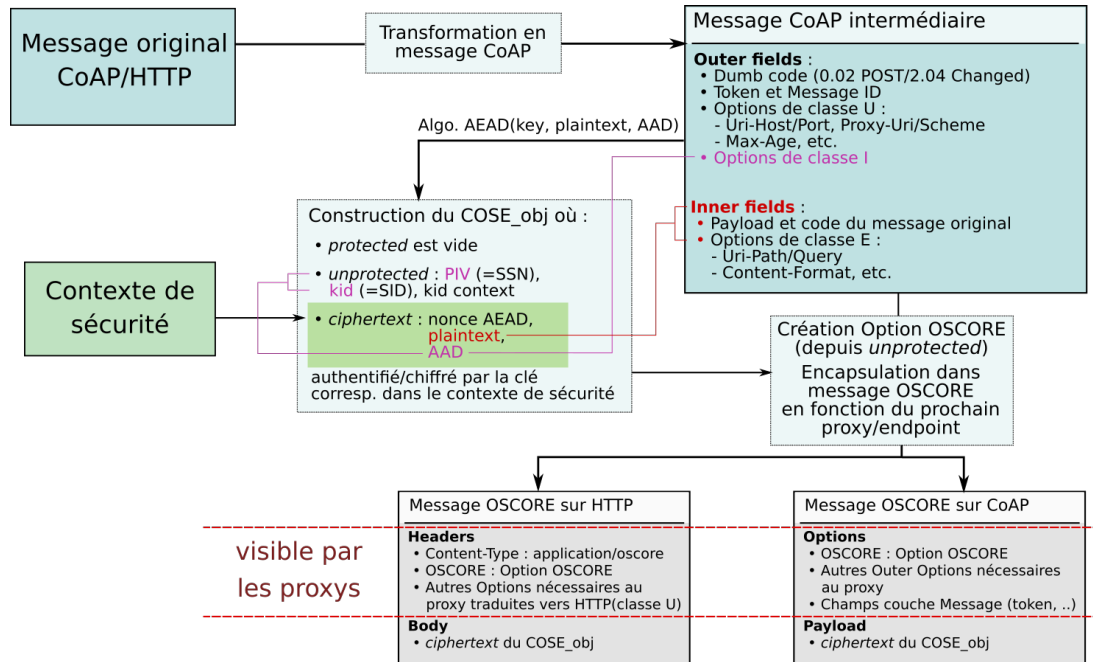 Message original
CoAP/HTTP
Transformation en
message CoAP
Message CoAP intermédiaire
Outer fields :
• Dumb code (0.02 POST/2.04 Changed)
• Token et Message ID
• Options de classe U :
- Uri-Host/Port, Proxy-Uri/Scheme
- Max-Age, etc.
• Options de classe I
Inner fields :
• Payload et code du message original
• Options de classe E :
- Uri-Path/Query
- Content-Format, etc.
Algo. AEAD(key, plaintext, AAD)
Construction du COSE_obj où :
• protected est vide
• unprotected : PIV (=SSN),
kid (=SID), kid context
• ciphertext : nonce AEAD,
plaintext,
AAD
authentifié/chiffré par la clé
corresp. dans le contexte de sécurité
Contexte de
sécurité
Création Option OSCORE
(depuis unprotected)
Encapsulation dans
message OSCORE
en fonction du prochain
proxy/endpoint
Message OSCORE sur HTTP
Headers
• Content-Type : application/oscore
• OSCORE : Option OSCORE
• Autres Options nécessaires au
proxy traduites vers HTTP(classe U)
Body
• ciphertext du COSE_obj
Message OSCORE sur CoAP
Options
• OSCORE : Option OSCORE
• Autres Outer Options nécessaires
au proxy
• Champs couche Message (token, ..)
Payload
• ciphertext du COSE_obj
visible par
les proxys